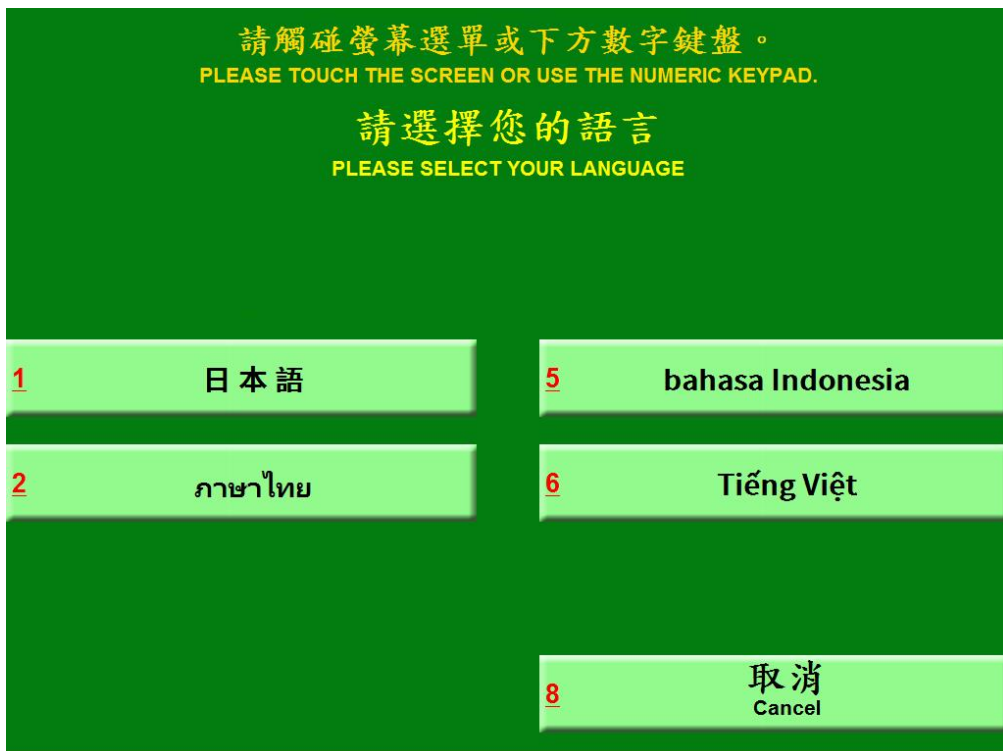 請觸碰螢幕選單或下方數字鍵盤。
PLEASE TOUCH THE SCREEN OR USE THE NUMERIC KEYPAD.
請選擇您的語言
PLEASE SELECT YOUR LANGUAGE
1 日本語
5 bahasa Indonesia
2 ภาษาไทย
6 Tiếng Việt
8 取消
Cancel